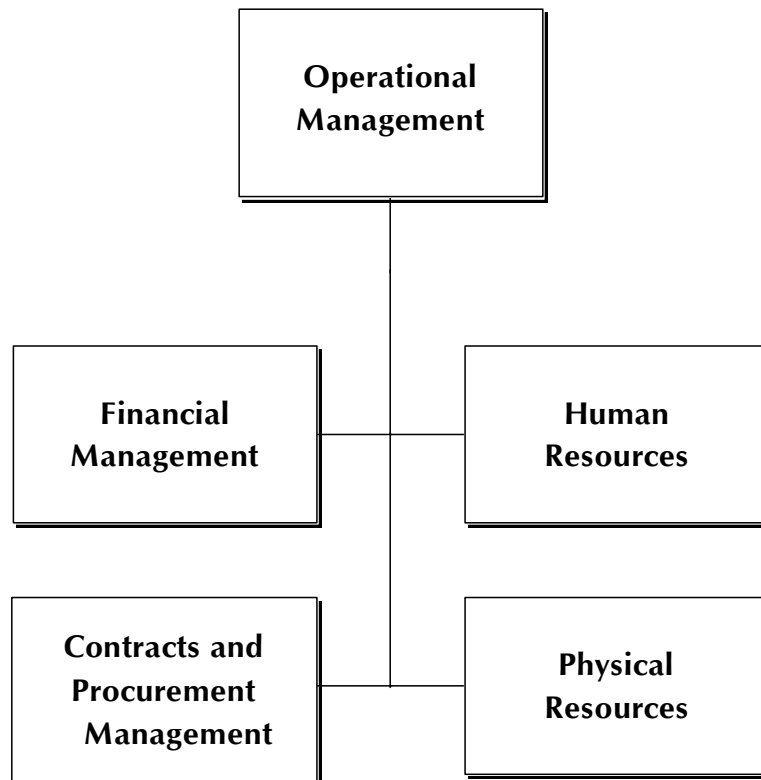 Operational
Management
Financial
Management
Human
Resources
Contracts and
Procurement
Management
Physical
Resources